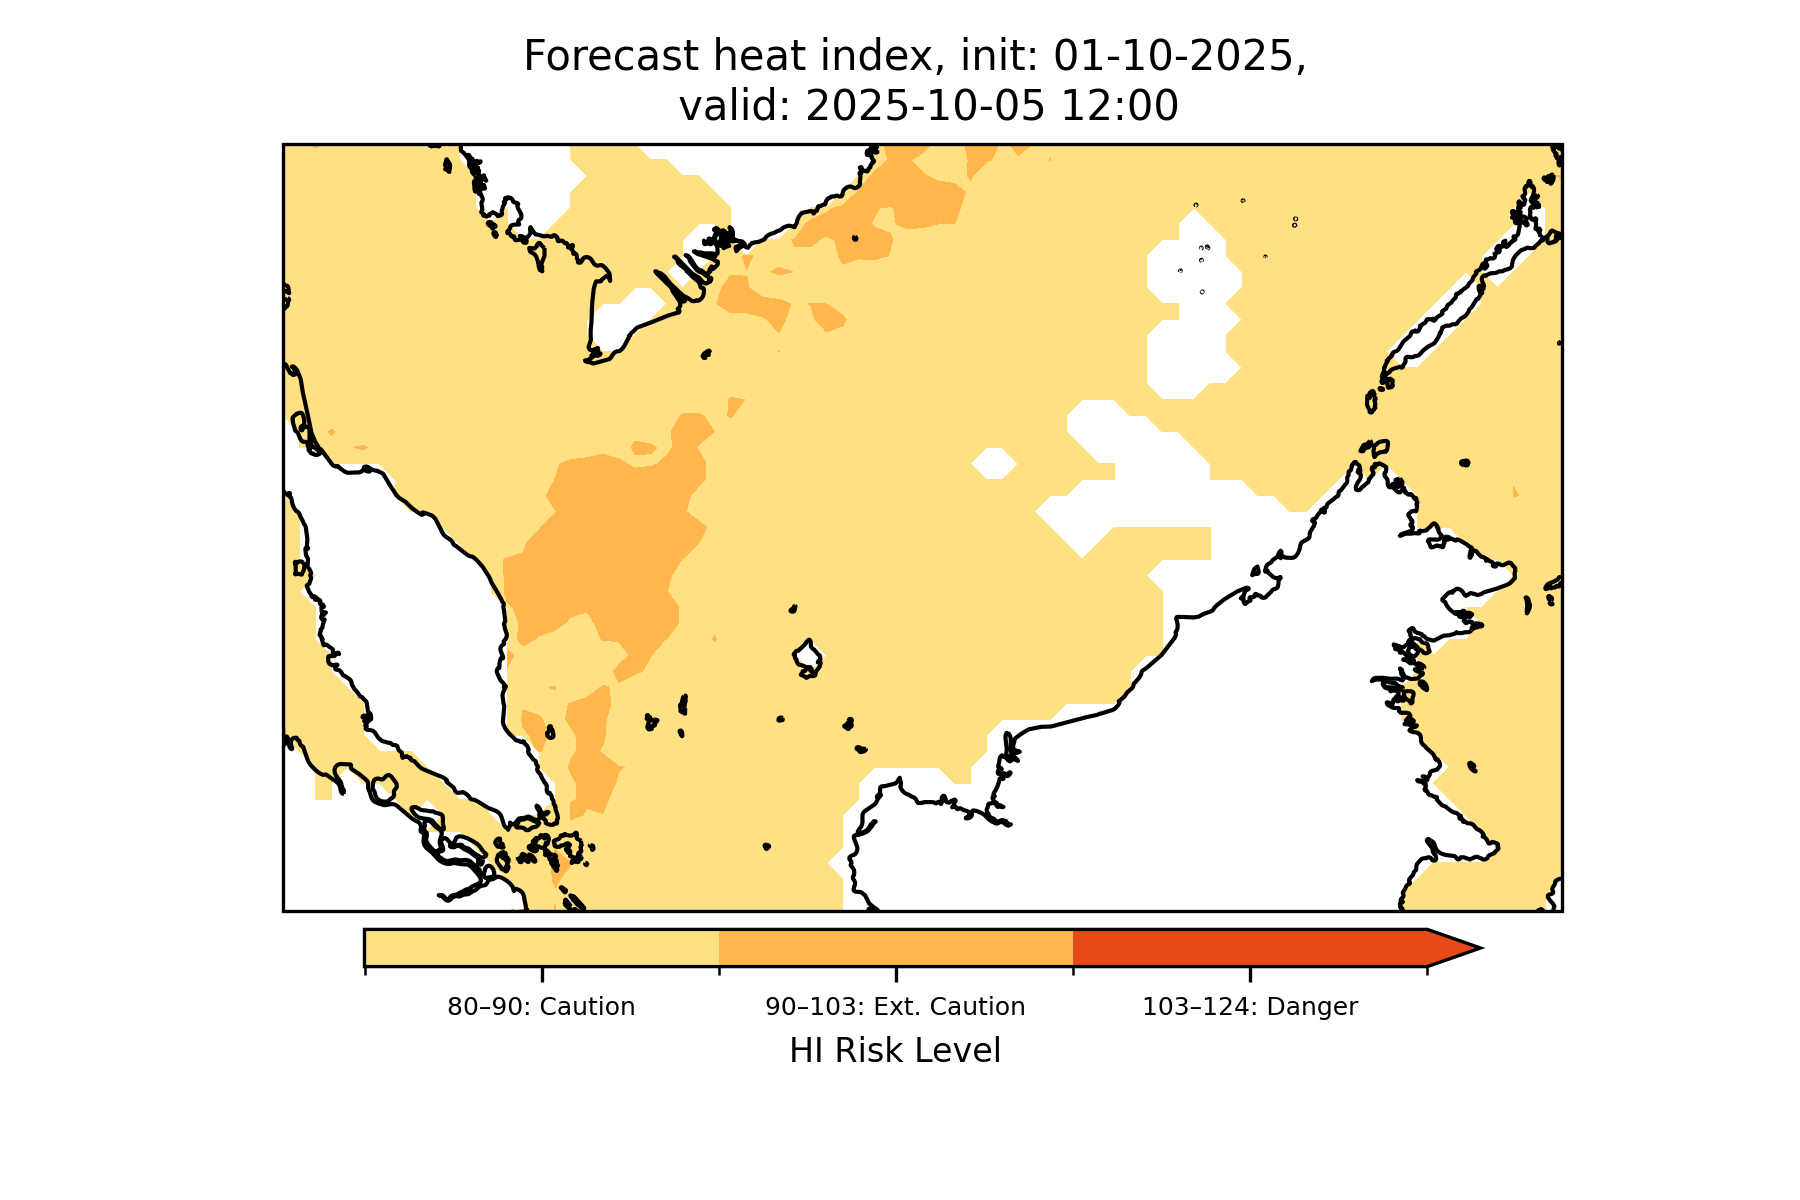 Forecast heat index, init: 01-10-2025,
valid: 2025-10-05 12:00
80–90: Caution
90–103: Ext. Caution
103–124: Danger
HI Risk Level